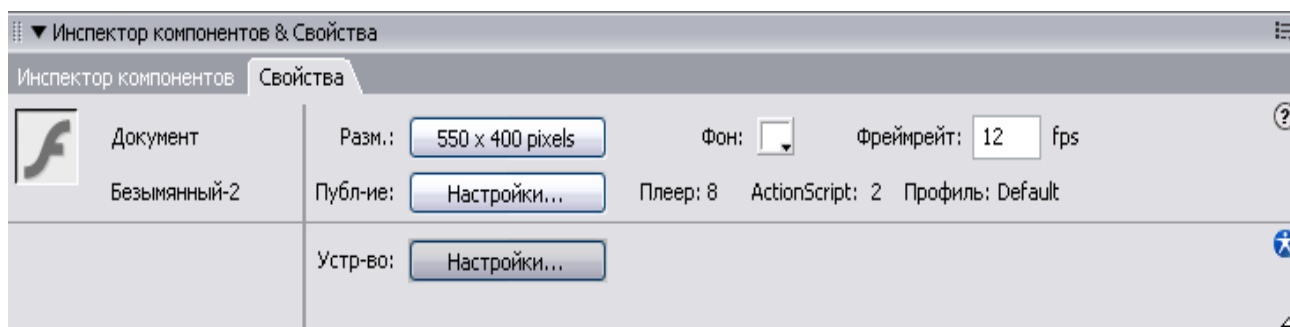 Инспектор компонентов & Свойства
Инспектор компонентов Свойства
Документ Разм.: 550 x 400 pixels Фон: Фреймрейт: 12 fps
Безымянный-2 Публ-ие: Настройки... Плеер: 8 ActionScript: 2 Профиль: Default
Устр-во: Настройки...